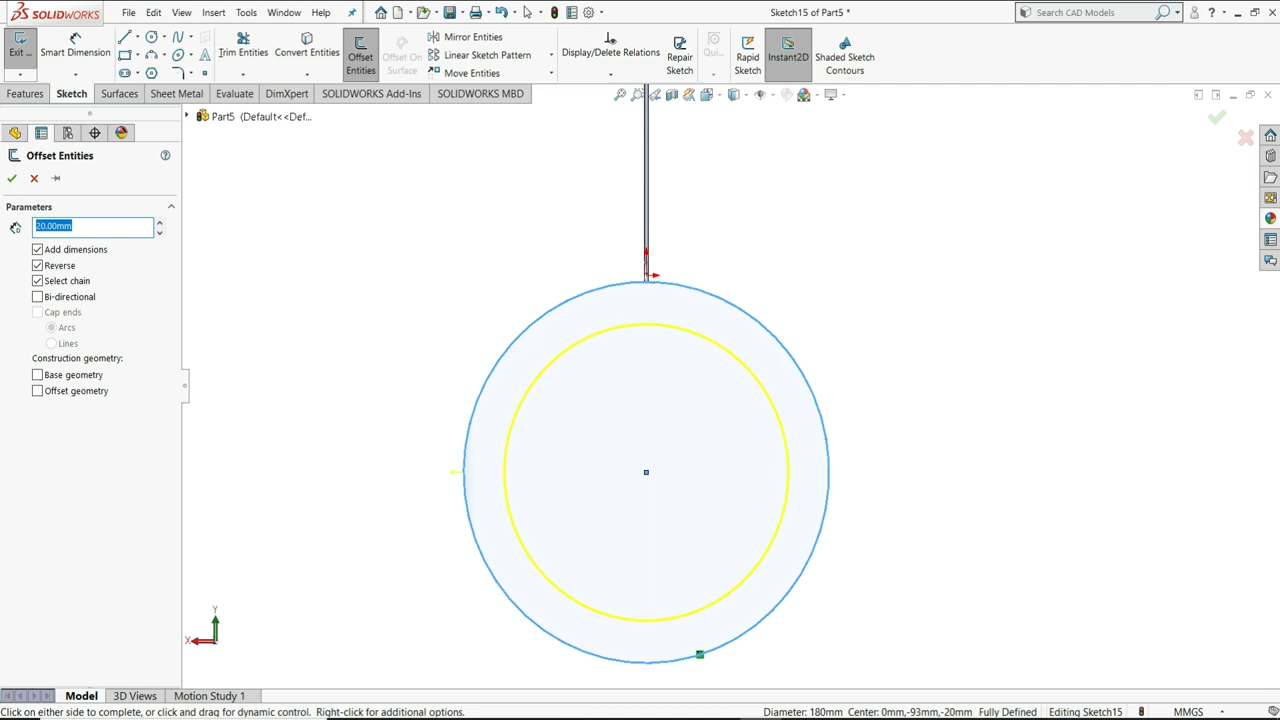 SOLIDWORKS File Edit View Insert Tools Window Help Sketch15 of Part5 * Search CAD Models ?
Exit ... Smart Dimension Trim Entities Convert Entities Offset Entities Offset On Surface Mirror Entities Linear Sketch Pattern Move Entities Display/Delete Relations Repair Sketch Qui... Rapid Sketch Instant2D Shaded Sketch Contours
Features Sketch Surfaces Sheet Metal Evaluate DimXpert SOLIDWORKS Add-Ins SOLIDWORKS MBD
Part5 (Default<<Def...
Offset Entities ?
Parameters
20.00mm
Add dimensions
Reverse
Select chain
Bi-directional
Cap ends
Arcs
Lines
Construction geometry:
Base geometry
Offset geometry
Y
X
Model 3D Views Motion Study 1
Click on either side to complete, or click and drag for dynamic control. Right-click for additional options. Diameter: 180mm Center: 0mm,-93mm,-20mm Fully Defined Editing Sketch15 MMGS